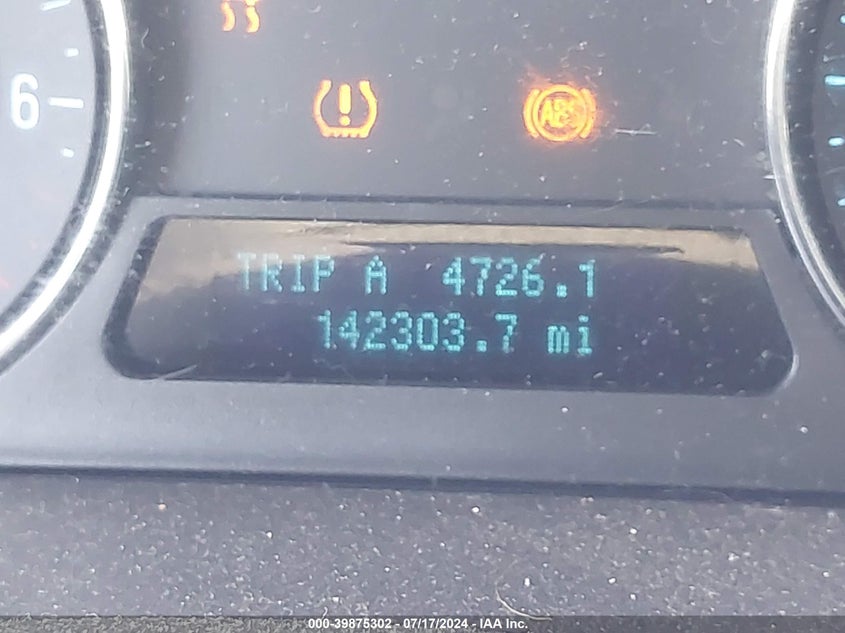 6
ABS
TRIP A 4726.1
142303.7 mi
000-39875302 - 07/17/2024 - IAA Inc.